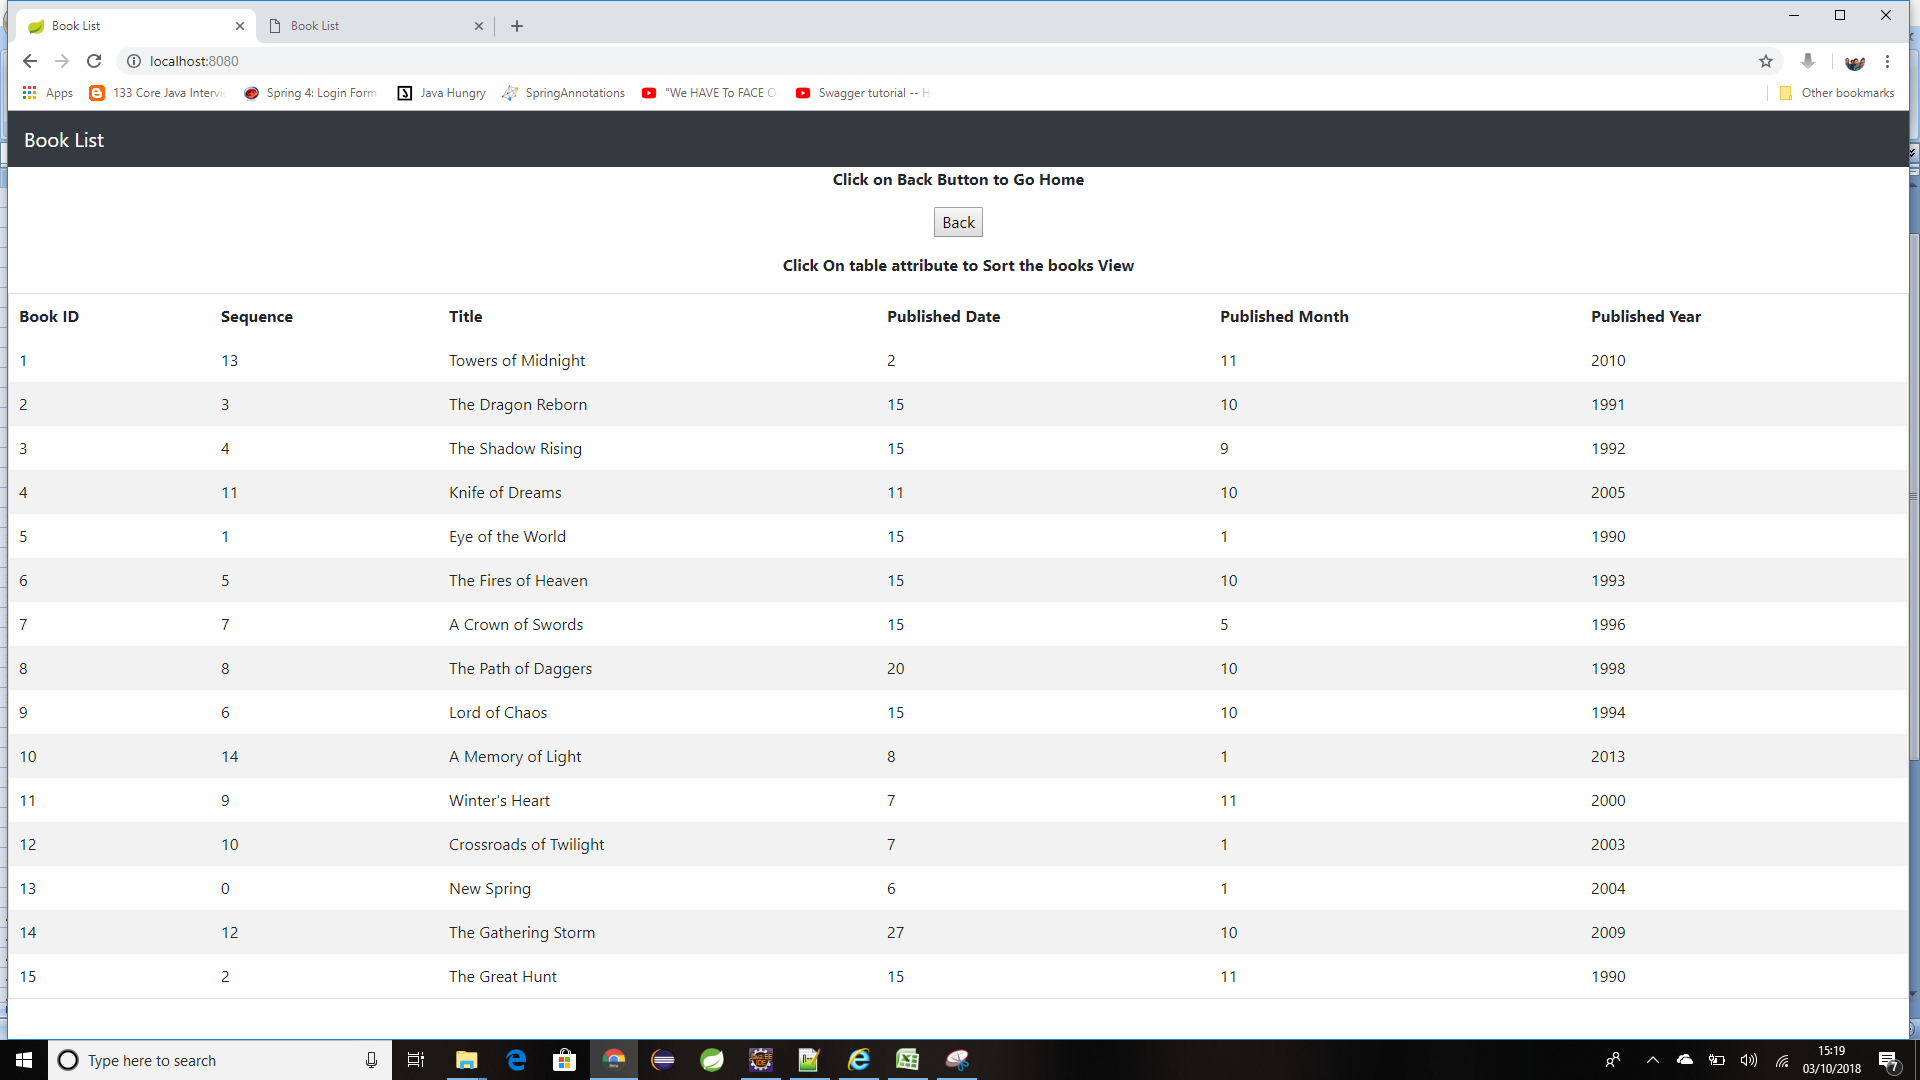 Book List
Book List
localhost:8080
Apps
133 Core Java Intervi
Spring 4: Login Form
Java Hungry
SpringAnnotations
"We HAVE To FACE O
Swagger tutorial -- H
Other bookmarks
Book List
Click on Back Button to Go Home
Back
Click On table attribute to Sort the books View
Book ID Sequence Title Published Date Published Month Published Year
1 13 Towers of Midnight 2 11 2010
2 3 The Dragon Reborn 15 10 1991
3 4 The Shadow Rising 15 9 1992
4 11 Knife of Dreams 11 10 2005
5 1 Eye of the World 15 1 1990
6 5 The Fires of Heaven 15 10 1993
7 7 A Crown of Swords 15 5 1996
8 8 The Path of Daggers 20 10 1998
9 6 Lord of Chaos 15 10 1994
10 14 A Memory of Light 8 1 2013
11 9 Winter's Heart 7 11 2000
12 10 Crossroads of Twilight 7 1 2003
13 0 New Spring 6 1 2004
14 12 The Gathering Storm 27 10 2009
15 2 The Great Hunt 15 11 1990
Type here to search
15:19
03/10/2018
7